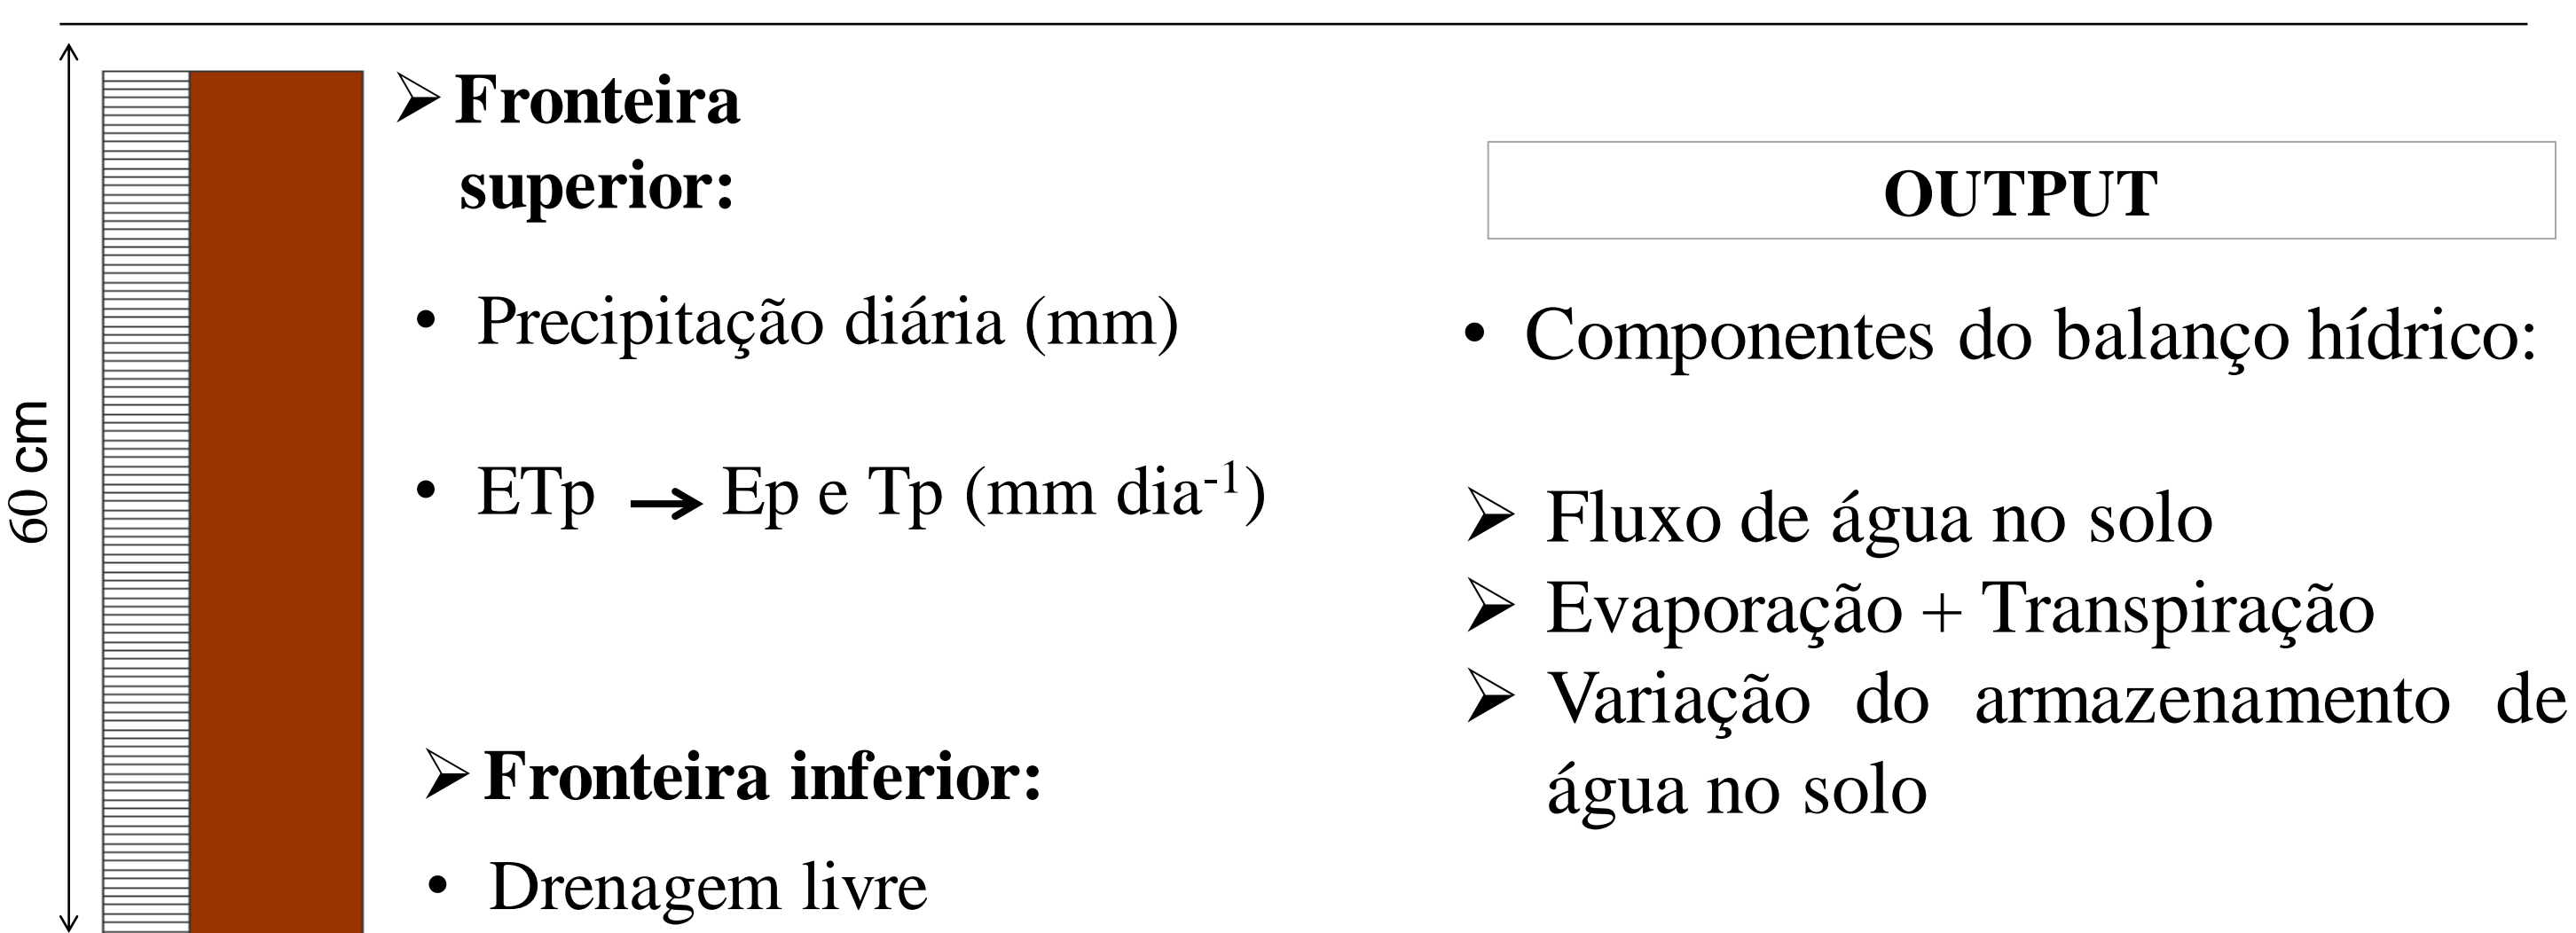 60 cm
➢ Fronteira
superior:
• Precipitação diária (mm)
• ETp → Ep e Tp (mm dia⁻¹)
➢ Fronteira inferior:
• Drenagem livre
OUTPUT
• Componentes do balanço hídrico:
➢ Fluxo de água no solo
➢ Evaporação + Transpiração
➢ Variação do armazenamento de
água no solo